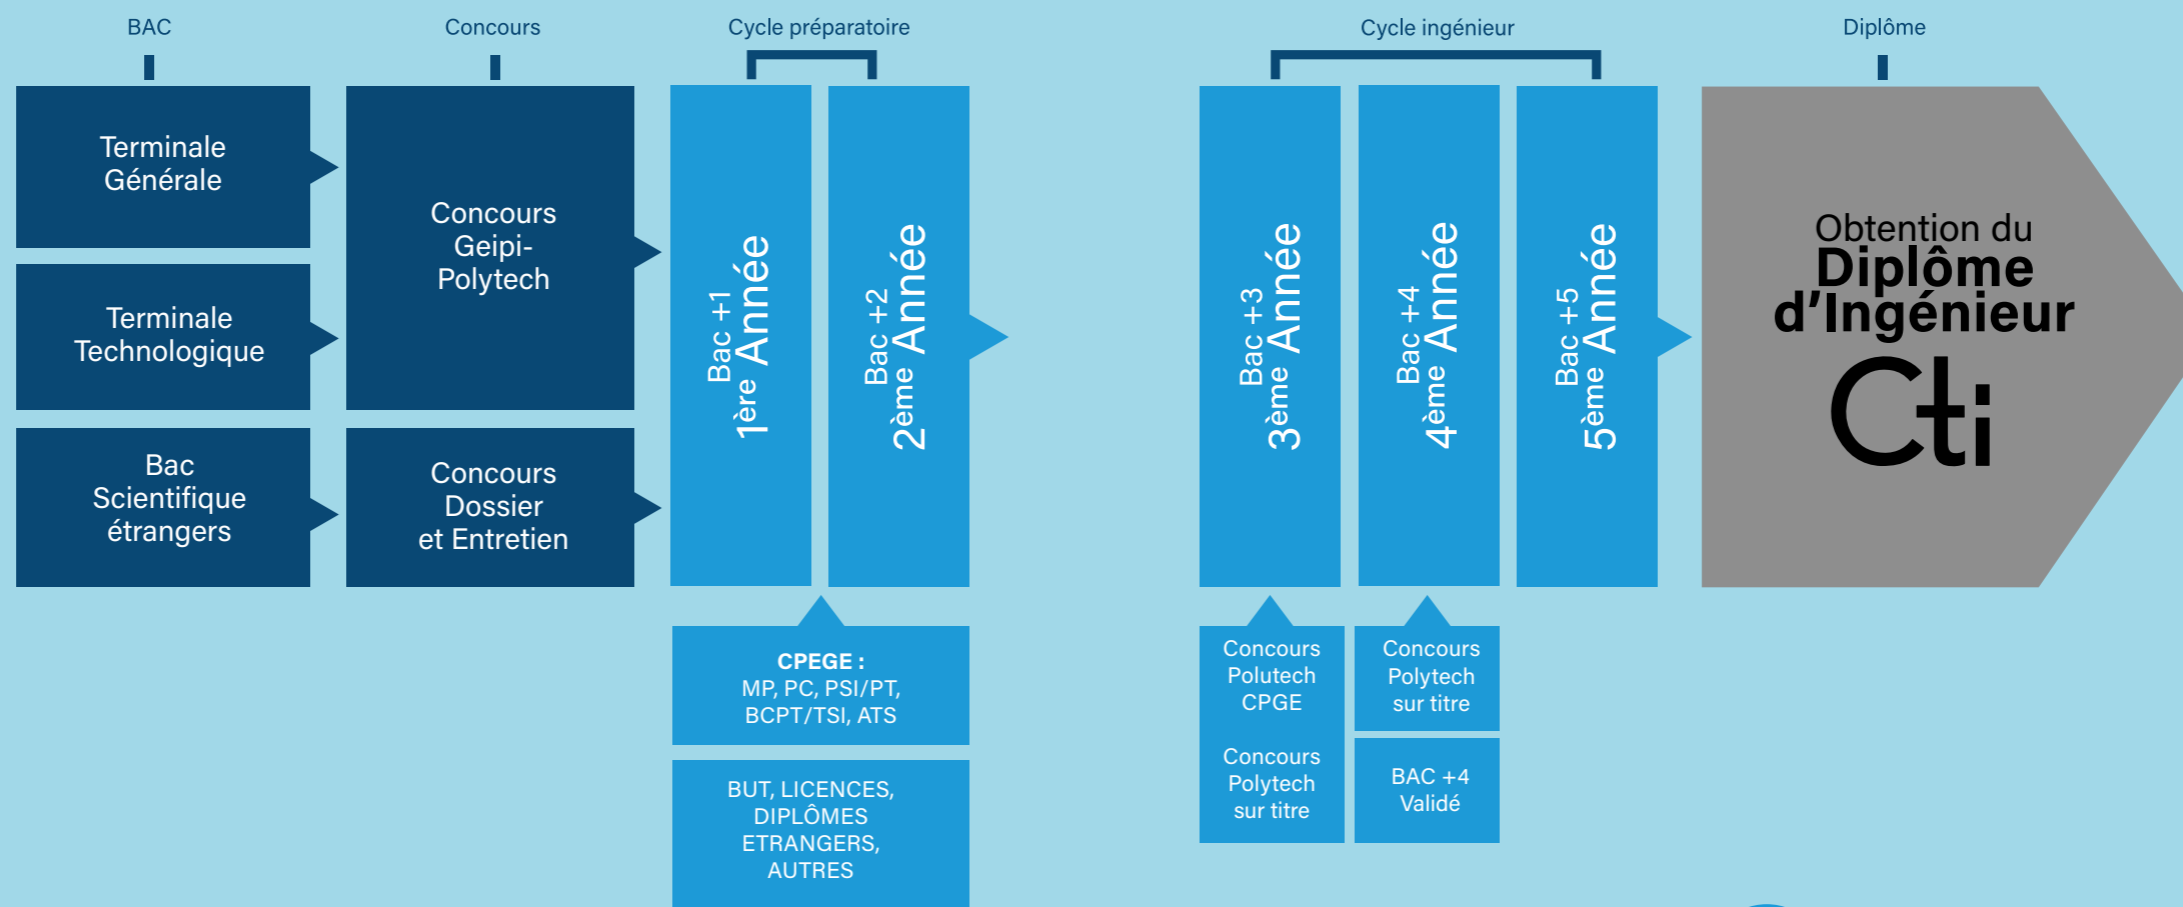 BAC
Concours
Cycle préparatoire
Cycle ingénieur
Diplôme
Terminale
Générale
Terminale
Technologique
Bac
Scientifique
étrangers
Concours
Geipi-
Polytech
Concours
Dossier
et Entretien
Bac +1
1ère Année
Bac +2
2ème Année
Bac +3
3ème Année
Bac +4
4ème Année
Bac +5
5ème Année
Obtention du
Diplôme
d'Ingénieur
Cti
CPEGE :
MP, PC, PSI/PT,
BCPT/TSI, ATS
BUT, LICENCES,
DIPLÔMES
ETRANGERS,
AUTRES
Concours
Polutech
CPGE
Concours
Polytech
sur titre
Concours
Polytech
sur titre
BAC +4
Validé